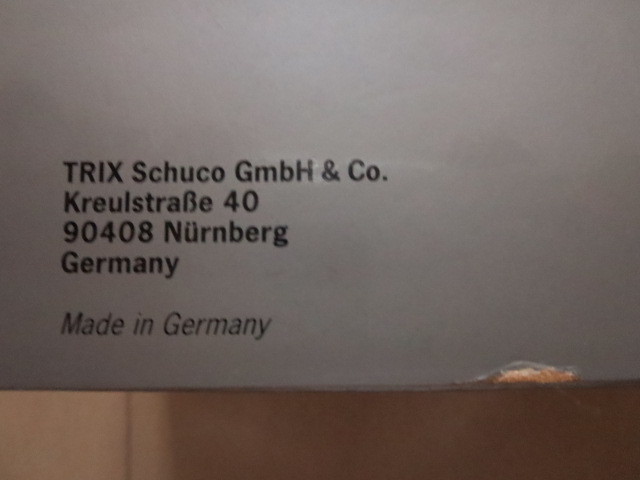 TRIX Schuco GmbH & Co.
Kreulstraße 40
90408 Nürnberg
Germany
Made in Germany